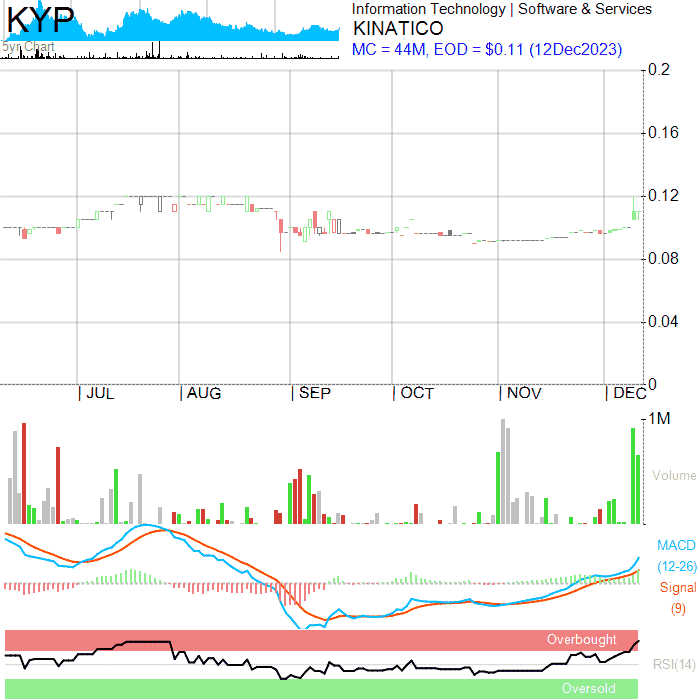 KYP
5yr Chart
Information Technology | Software & Services
KINATICO
MC = 44M, EOD = $0.11 (12Dec2023)
0.2
0.16
0.12
0.08
0.04
0
| JUL | AUG | SEP | OCT | NOV | DEC
1M
Volume
MACD
(12-26)
Signal
(9)
Overbought
RSI(14)
Oversold